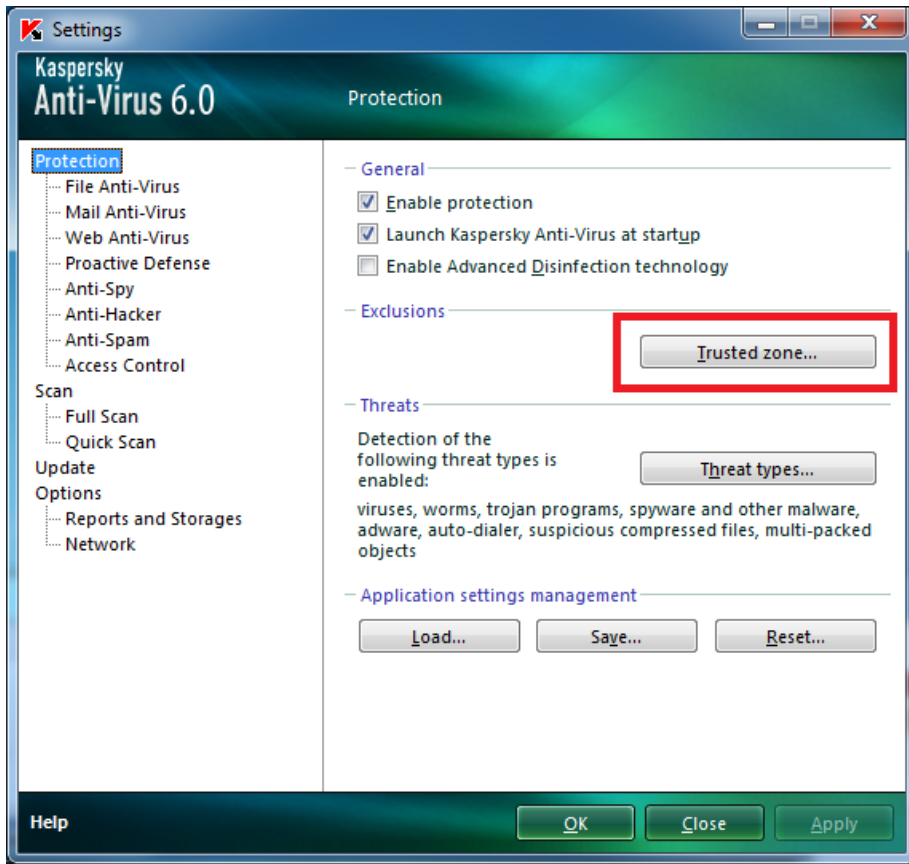 Settings
Kaspersky
Anti-Virus 6.0
Protection
Protection
File Anti-Virus
Mail Anti-Virus
Web Anti-Virus
Proactive Defense
Anti-Spy
Anti-Hacker
Anti-Spam
Access Control
Scan
Full Scan
Quick Scan
Update
Options
Reports and Storages
Network
General
Enable protection
Launch Kaspersky Anti-Virus at startup
Enable Advanced Disinfection technology
Exclusions
Trusted zone...
Threats
Detection of the
following threat types is
enabled:
Threat types...
viruses, worms, trojan programs, spyware and other malware,
adware, auto-dialer, suspicious compressed files, multi-packed
objects
Application settings management
Load...
Save...
Reset...
Help
OK
Close
Apply